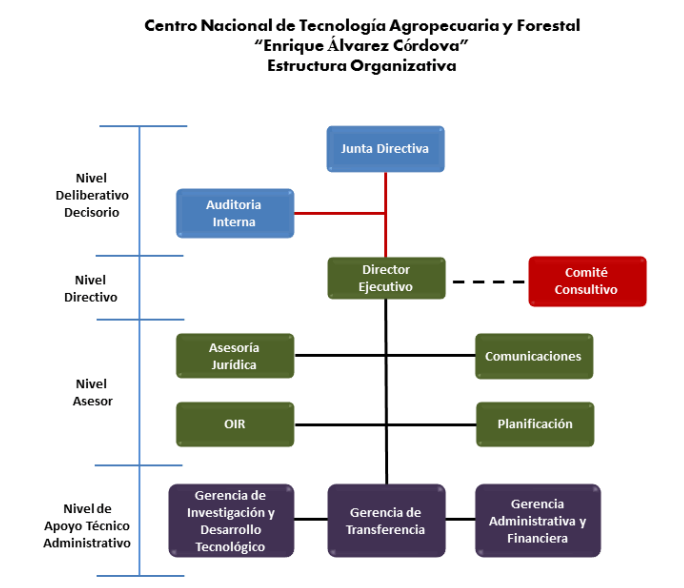 Centro Nacional de Tecnología Agropecuaria y Forestal
“Enrique Álvarez Córdova”
Estructura Organizativa
Junta Directiva
Nivel
Deliberativo
Decisorio
Auditoria
Interna
Nivel
Directivo
Director
Ejecutivo
Comité
Consultivo
Nivel
Asesor
Asesoría
Jurídica
Comunicaciones
OIR
Planificación
Nivel de
Apoyo Técnico
Administrativo
Gerencia de
Investigación y
Desarrollo
Tecnológico
Gerencia de
Transferencia
Gerencia
Administrativa y
Financiera